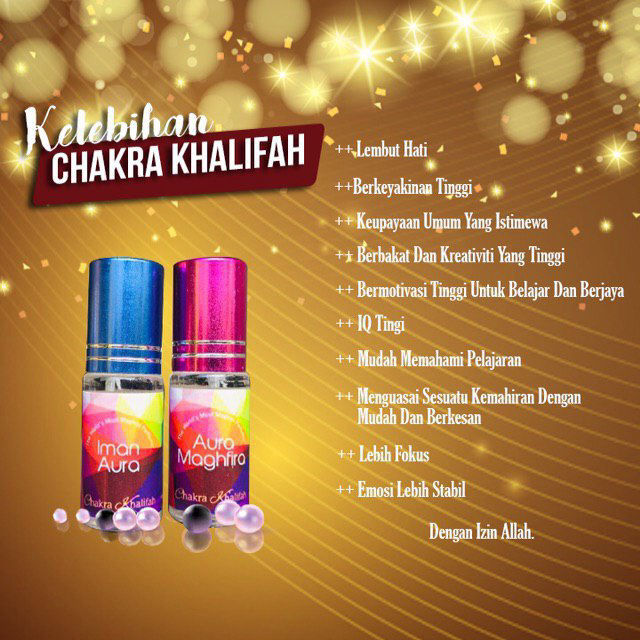 Kelebihan
CHAKRA KHALIFAH
++ Lembut Hati
++Berkeyakinan Tinggi
++ Keupayaan Umum Yang Istimewa
++ Berbakat Dan Kreativiti Yang Tinggi
++ Bermotivasi Tinggi Untuk Belajar Dan Berjaya
++ IQ Tingi
++ Mudah Memahami Pelajaran
++ Menguasai Sesuatu Kemahiran Dengan
Mudah Dan Berkesan
++ Lebih Fokus
++ Emosi Lebih Stabil
Dengan Izin Allah.
Iman
Aura
Chakra Khalifah
Aura
Maghfira
Chakra Khalifah